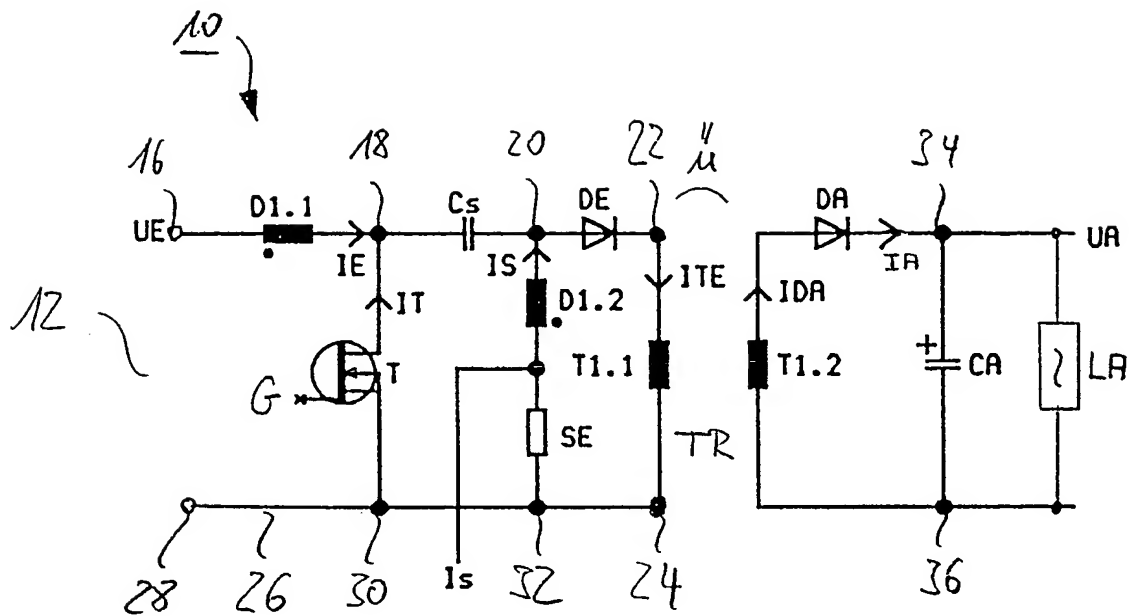 10
16 18 20 22 ü 34
D1.1 Cs DE DA
UE IE IS ITE IDA IA UA
IT D1.2
12 T T1.1 T1.2 + CA LA
G SE TR
28 26 30 Is 32 24 36